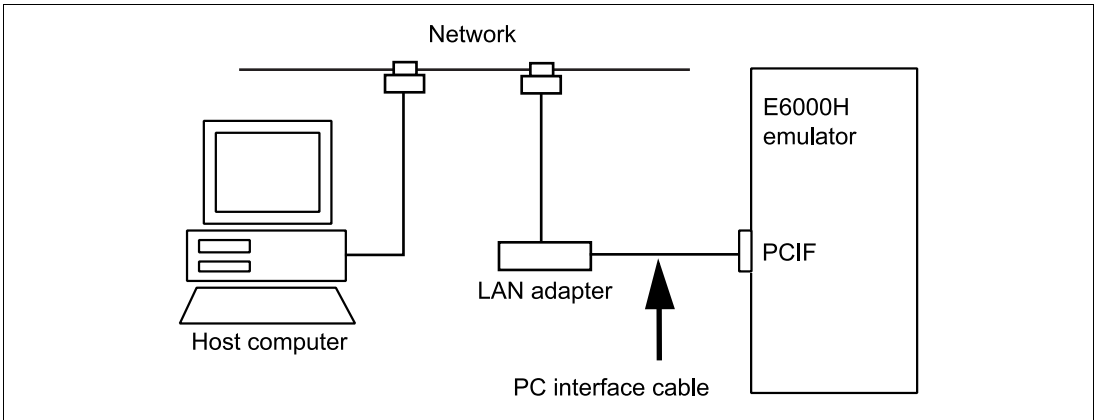 Network
E6000H
emulator
PCIF
LAN adapter
Host computer
PC interface cable